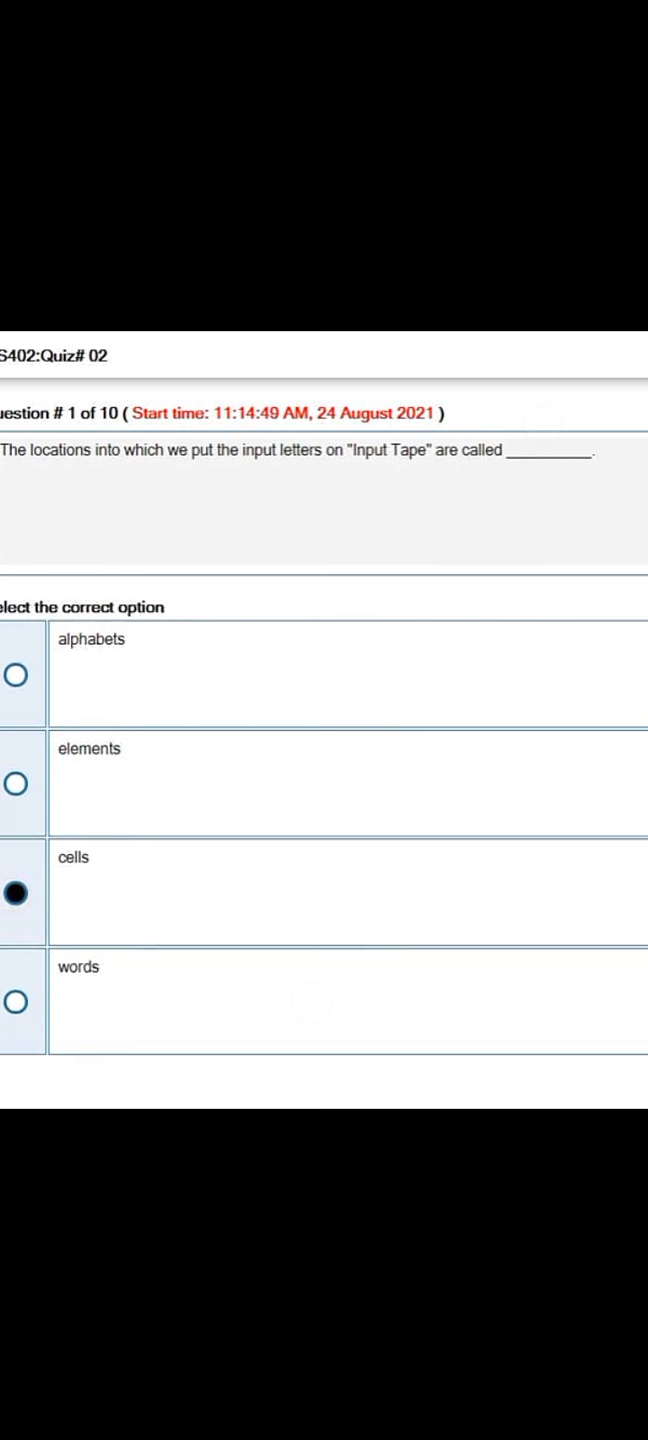 S402:Quiz# 02
uestion # 1 of 10 ( Start time: 11:14:49 AM, 24 August 2021 )
The locations into which we put the input letters on "Input Tape" are called __________.
elect the correct option
alphabets
elements
cells
words